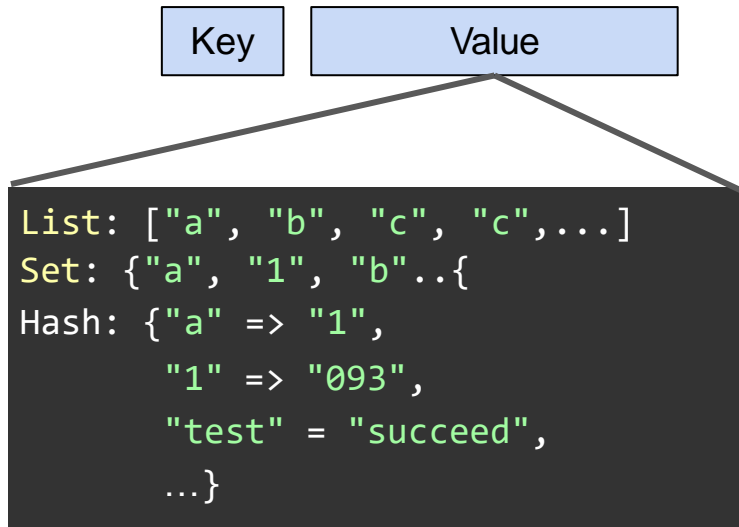 Key
Value
List: ["a", "b", "c", "c",...]
Set: {"a", "1", "b"..{
Hash: {"a" => "1",
"1" => "093",
"test" = "succeed",
…}